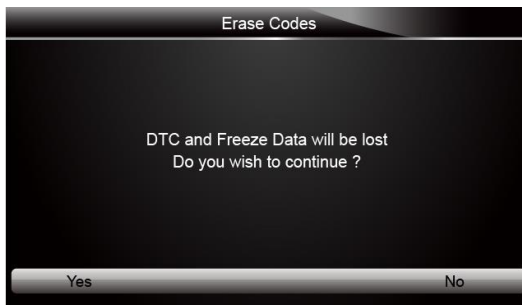 Erase Codes
DTC and Freeze Data will be lost
Do you wish to continue ?
Yes No